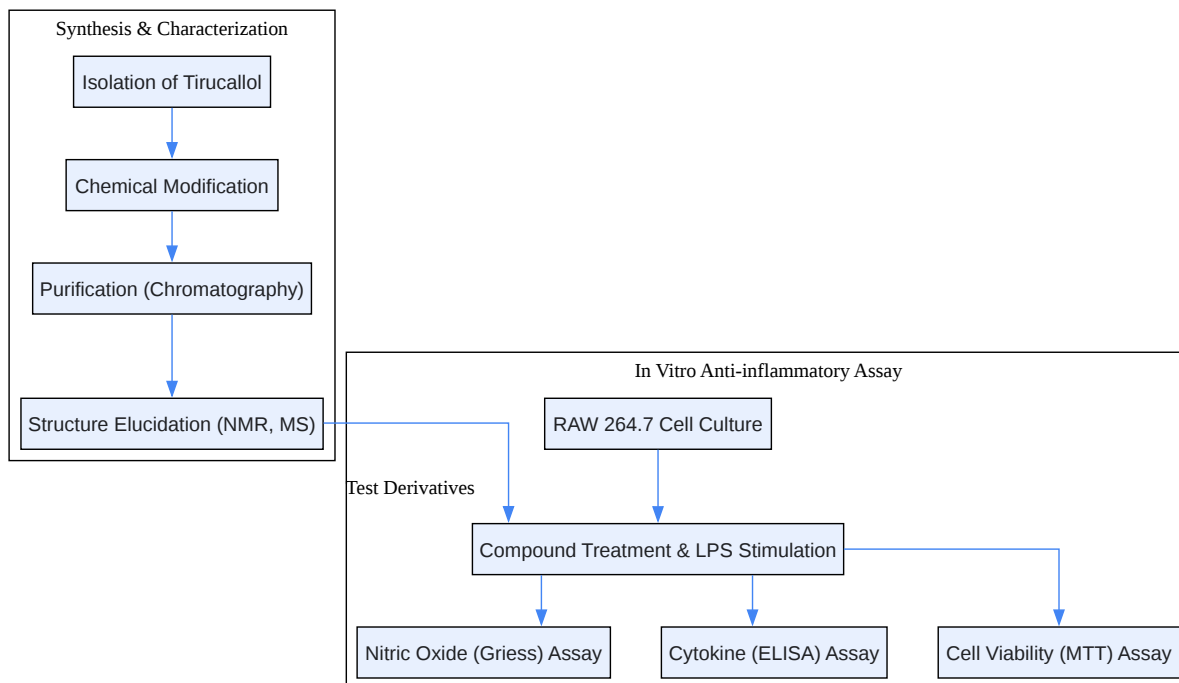 Synthesis & Characterization
Isolation of Tirucallol
Chemical Modification
Purification (Chromatography)
Structure Elucidation (NMR, MS)
In Vitro Anti-inflammatory Assay
RAW 264.7 Cell Culture
Test Derivatives
Compound Treatment & LPS Stimulation
Nitric Oxide (Griess) Assay
Cytokine (ELISA) Assay
Cell Viability (MTT) Assay